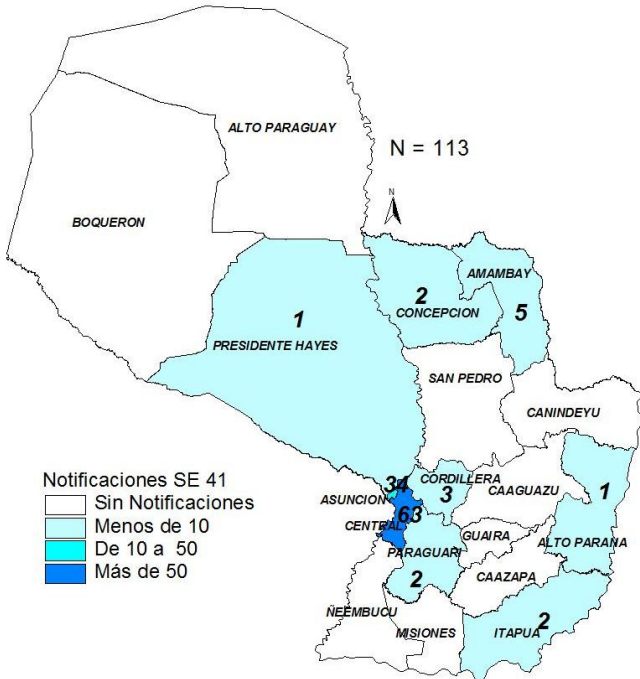 ALTO PARAGUAY
N = 113
N
BOQUERON
AMAMBAY
2
CONCEPCION
5
1
PRESIDENTE HAYES
SAN PEDRO
CANINDEYU
Notificaciones SE 41
Sin Notificaciones
Menos de 10
De 10 a 50
Más de 50
34
CORDILLERA
3
CAAGUAZU
1
ASUNCION
63
CENTRAL
GUAIRA
ALTO PARANA
PARAGUARI
2
CAAZAPA
ÑEEMBUCU
MISIONES
ITAPUA
2